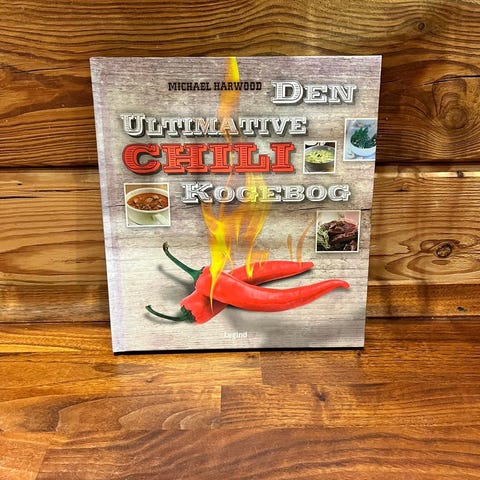 MICHAEL HARWOOD
DEN
ULTIMATIVE
CHILI
KOGEBOG
Legind